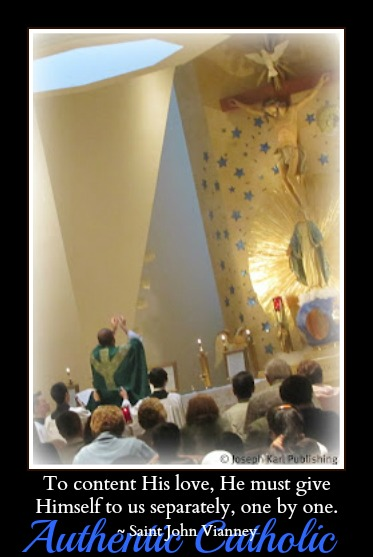 © Joseph Karl Publishing
To content His love, He must give
Himself to us separately, one by one.
~ Saint John Vianney
Authentic Catholic